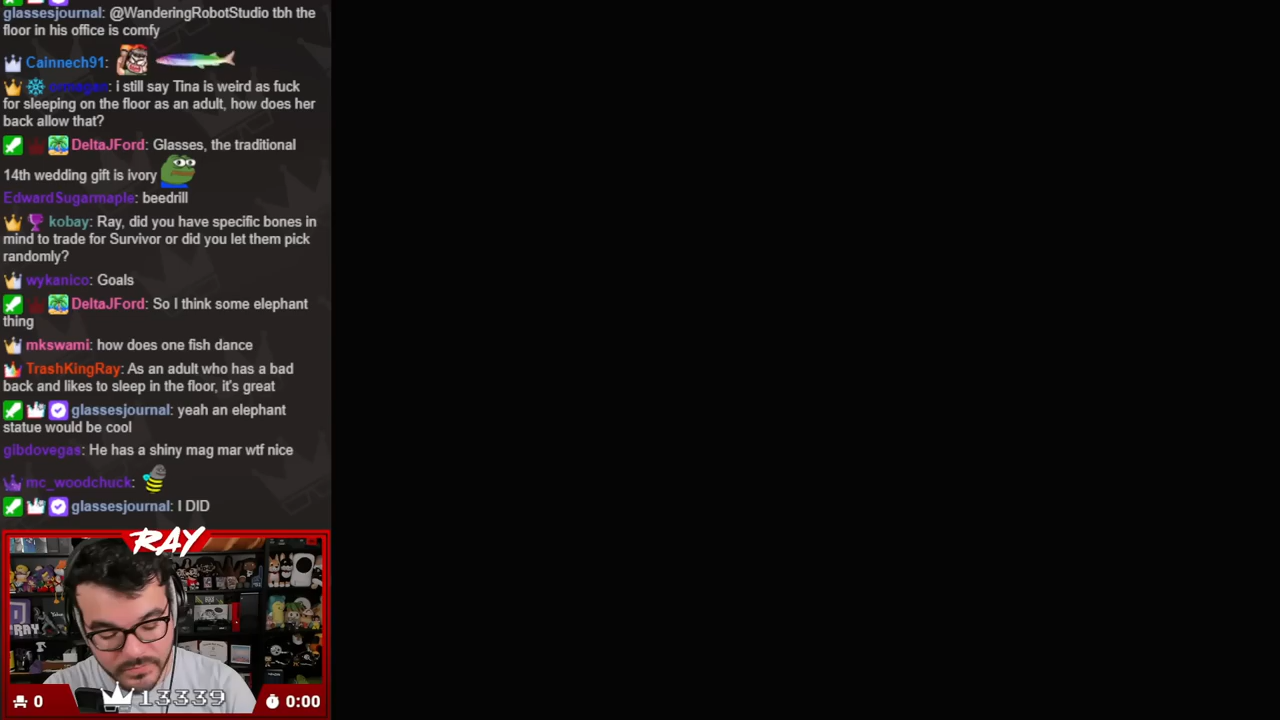 glassesjournal: @WanderingRobotStudio tbh the
floor in his office is comfy
Cainnech91:
ormagan: i still say Tina is weird as fuck
for sleeping on the floor as an adult, how does her
back allow that?
DeltaJFord: Glasses, the traditional
14th wedding gift is ivory
EdwardSugarmaple: beedrill
kobay: Ray, did you have specific bones in
mind to trade for Survivor or did you let them pick
randomly?
wykanico: Goals
DeltaJFord: So I think some elephant
thing
mkswami: how does one fish dance
TrashKingRay: As an adult who has a bad
back and likes to sleep in the floor, it's great
glassesjournal: yeah an elephant
statue would be cool
gibdovegas: He has a shiny mag mar wtf nice
mc_woodchuck:
glassesjournal: I DID
RAY
RAY
0
13339
0:00